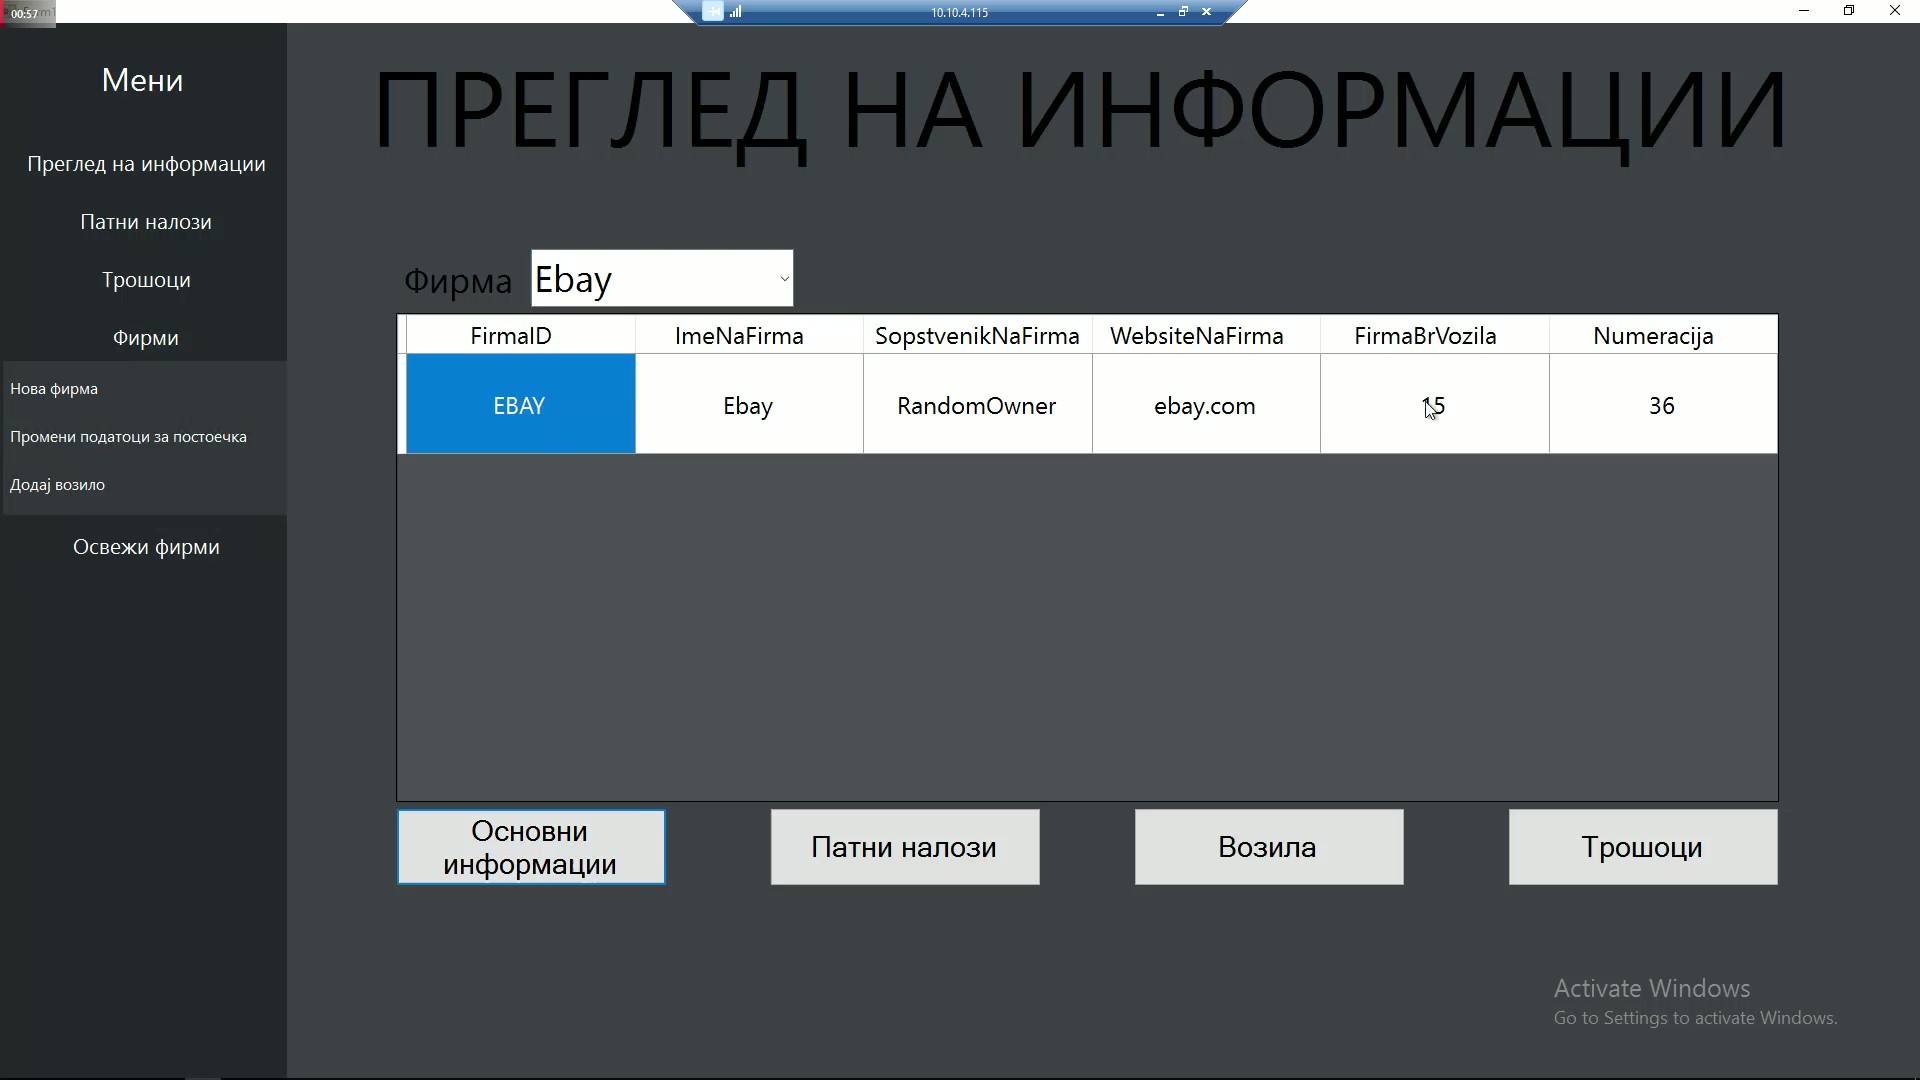 00:57
10.10.4.115
Мени
Преглед на информации
Патни налози
Трошоци
Фирми
Нова фирма
Промени податоци за постоечка
Додај возило
Освежи фирми
ПРЕГЛЕД НА ИНФОРМАЦИИ
Фирма Ebay
FirmaID ImeNaFirma SopstvenikNaFirma WebsiteNaFirma FirmaBrVozila Numeracija
EBAY Ebay RandomOwner ebay.com 15 36
Основни
информации
Патни налози
Возила
Трошоци
Activate Windows
Go to Settings to activate Windows.